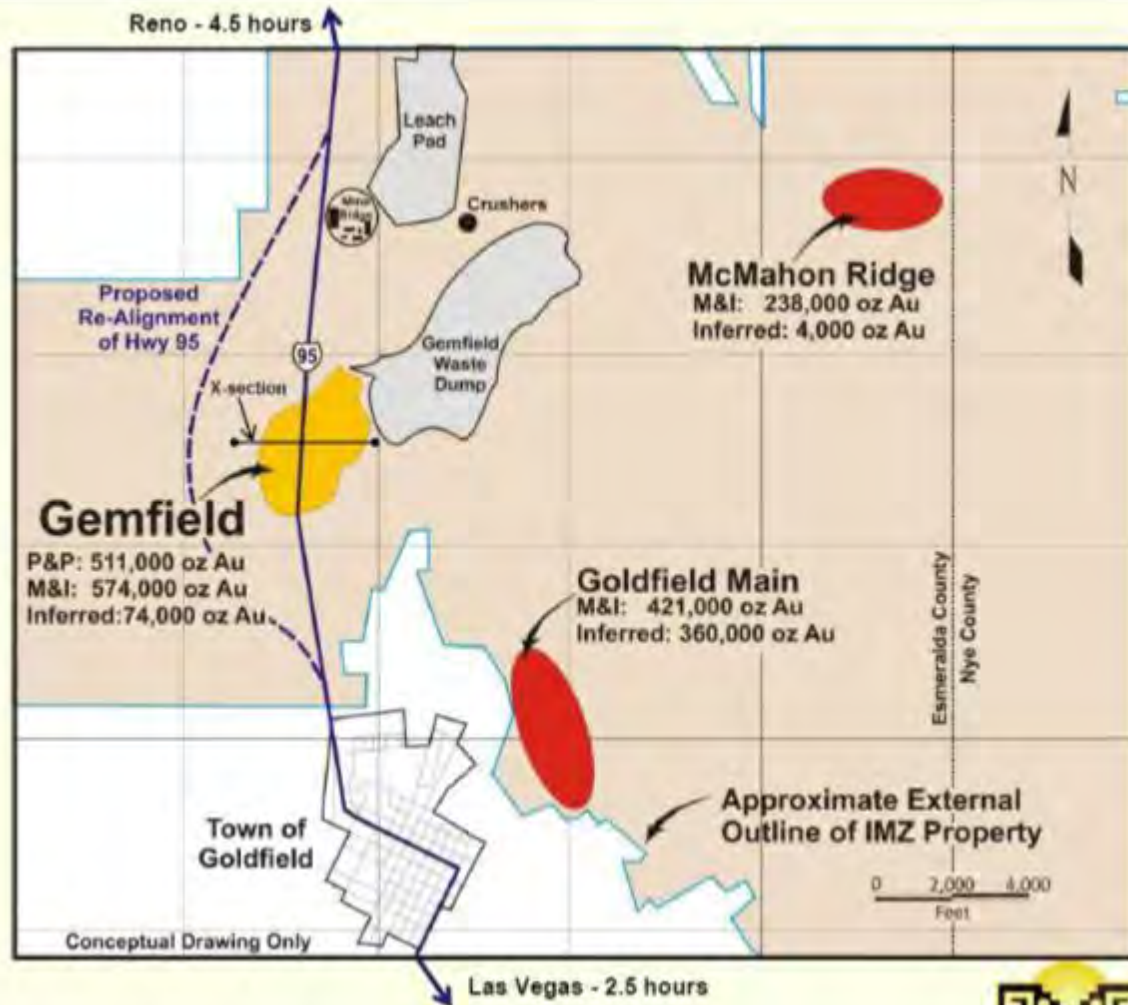 Reno - 4.5 hours
Leach
Pad
Crushers
N
McMahon Ridge
M&I: 238,000 oz Au
Inferred: 4,000 oz Au
Proposed
Re-Alignment
of Hwy 95
95
Gemfield
Waste
Dump
X-section
Gemfield
P&P: 511,000 oz Au
M&I: 574,000 oz Au
Inferred:74,000 oz Au
Goldfield Main
M&I: 421,000 oz Au
Inferred: 360,000 oz Au
Esmeralda County
Nye County
Town of
Goldfield
Approximate External
Outline of IMZ Property
0 2,000 4,000
Feet
Conceptual Drawing Only
Las Vegas - 2.5 hours